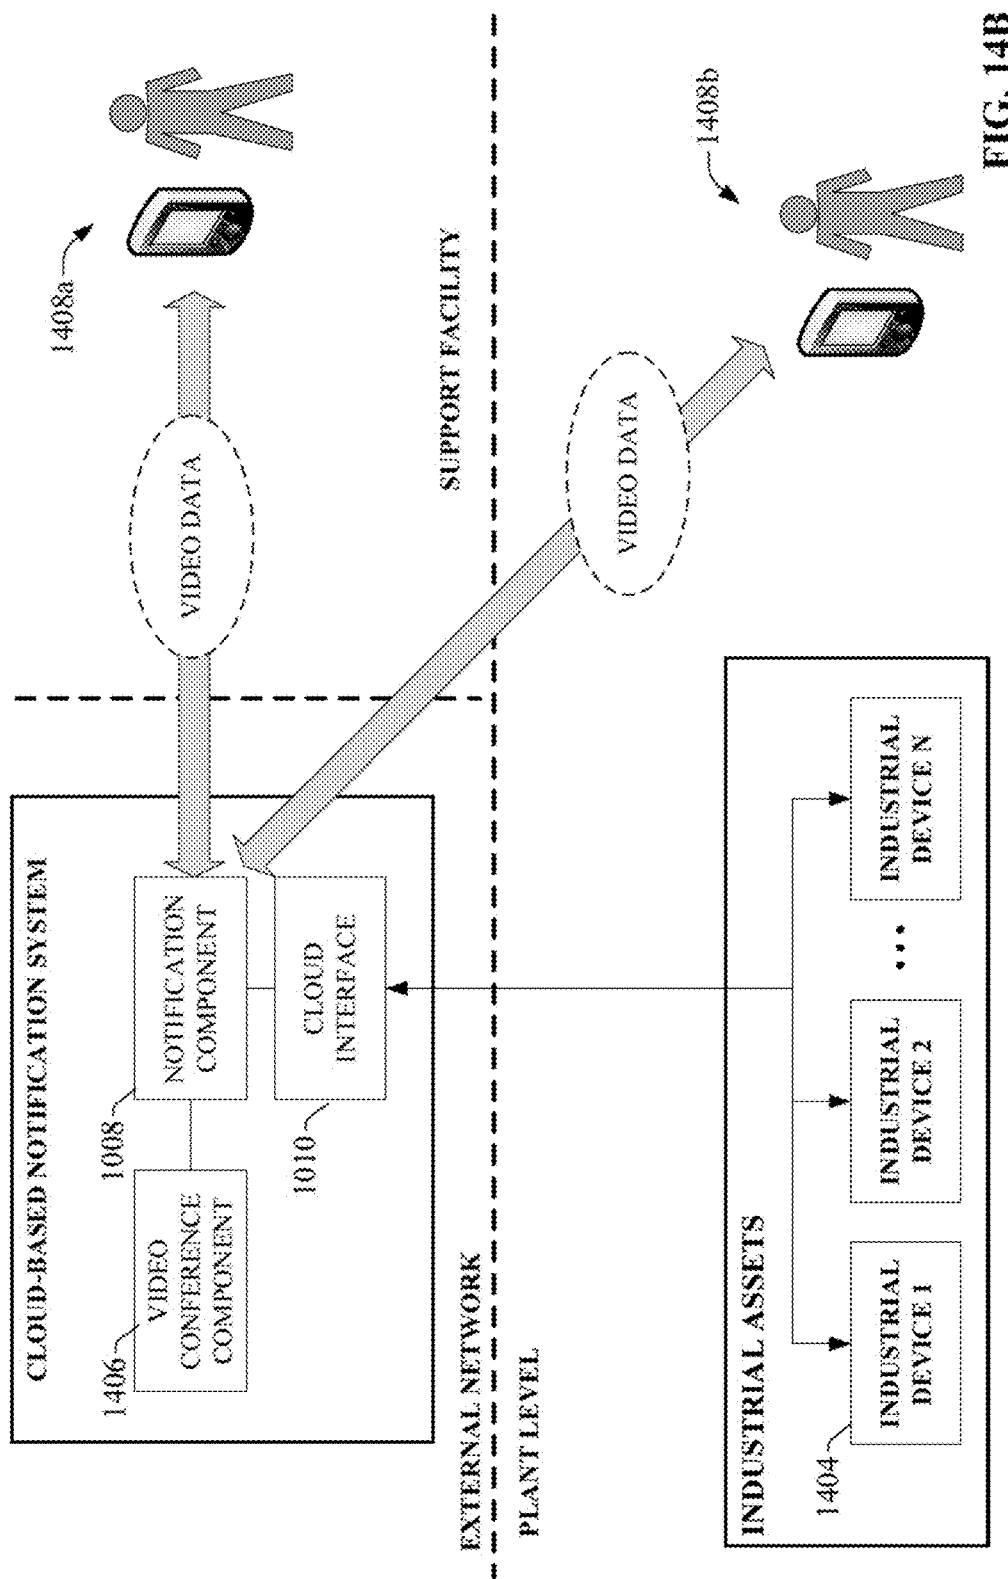 CLOUD-BASED NOTIFICATION SYSTEM
1406
VIDEO
CONFERENCE
COMPONENT
1008
NOTIFICATION
COMPONENT
1010
CLOUD
INTERFACE
VIDEO DATA
1408a
EXTERNAL NETWORK
SUPPORT FACILITY
PLANT LEVEL
VIDEO DATA
1408b
INDUSTRIAL ASSETS
1404
INDUSTRIAL
DEVICE 1
INDUSTRIAL
DEVICE 2
•••
INDUSTRIAL
DEVICE N
FIG. 14B